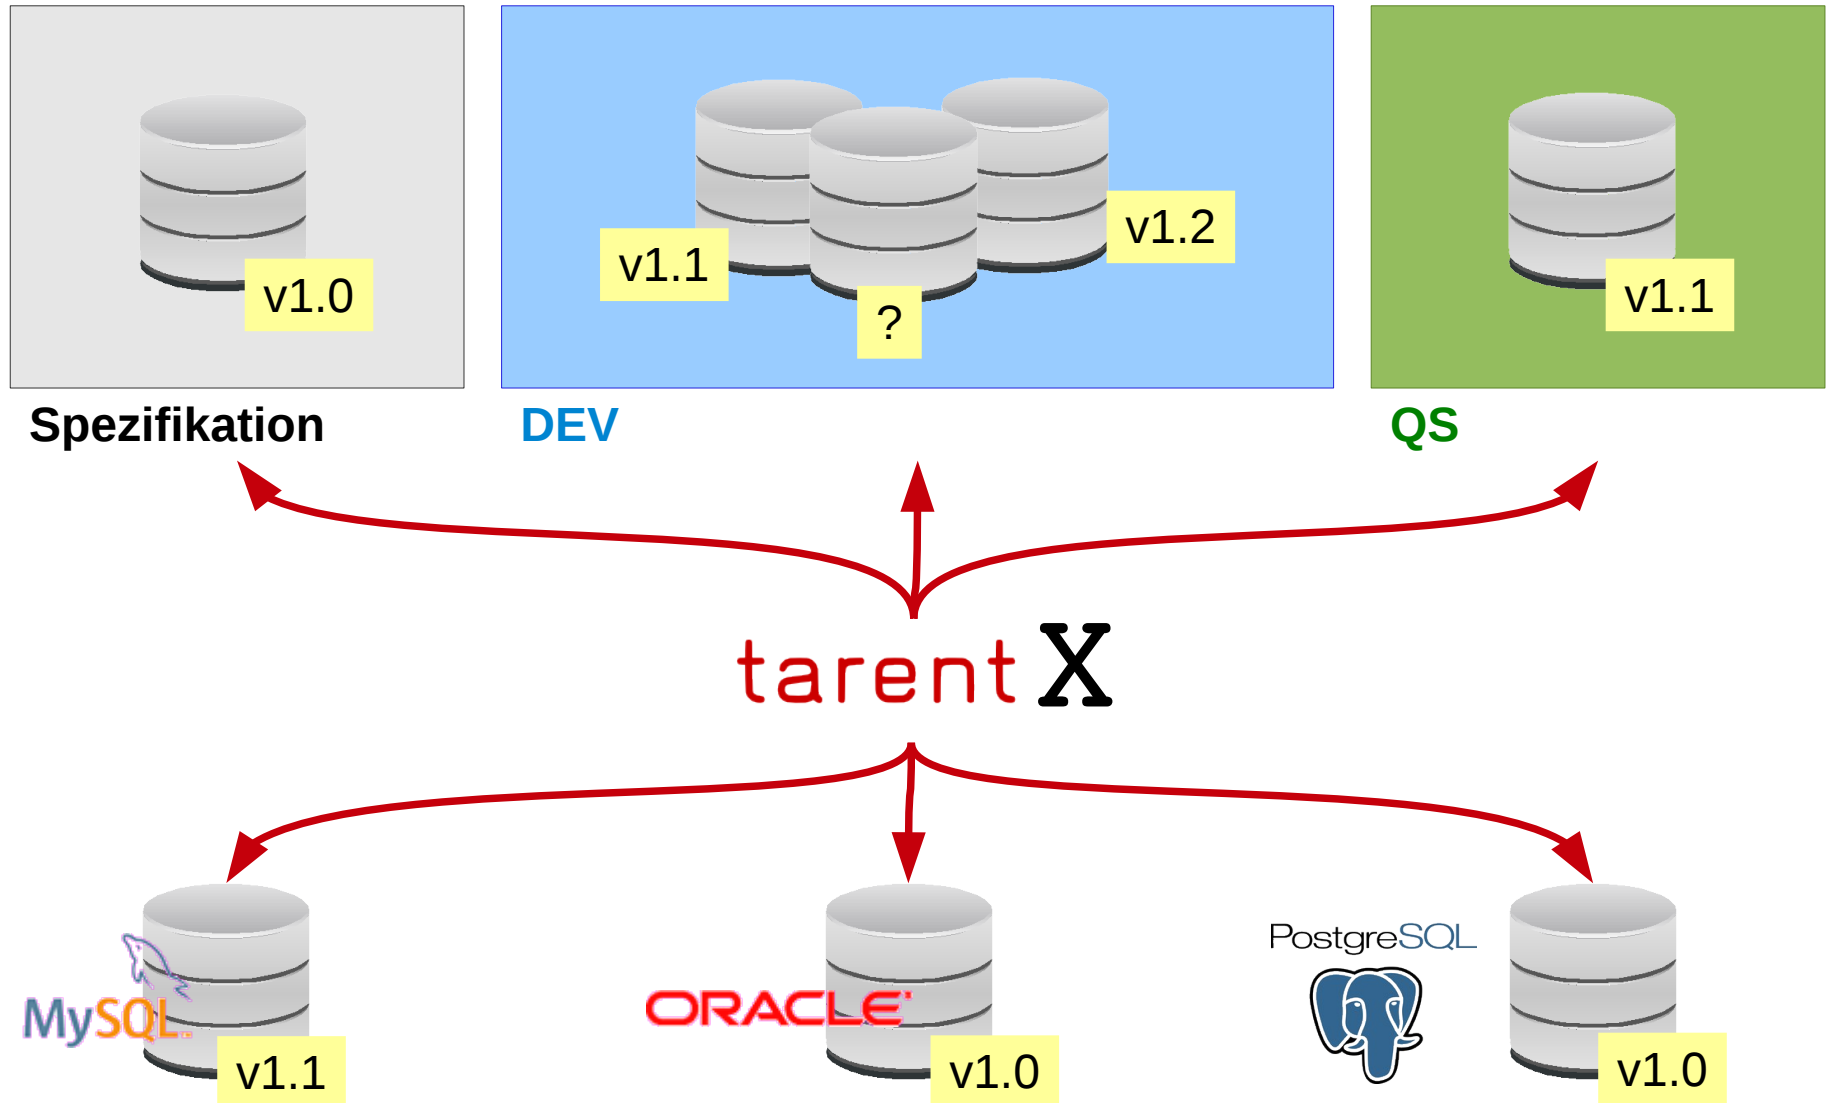 v1.0
v1.1
?
v1.2
v1.1
Spezifikation
DEV
QS
tarent X
MySQL
v1.1
ORACLE
v1.0
PostgreSQL
v1.0